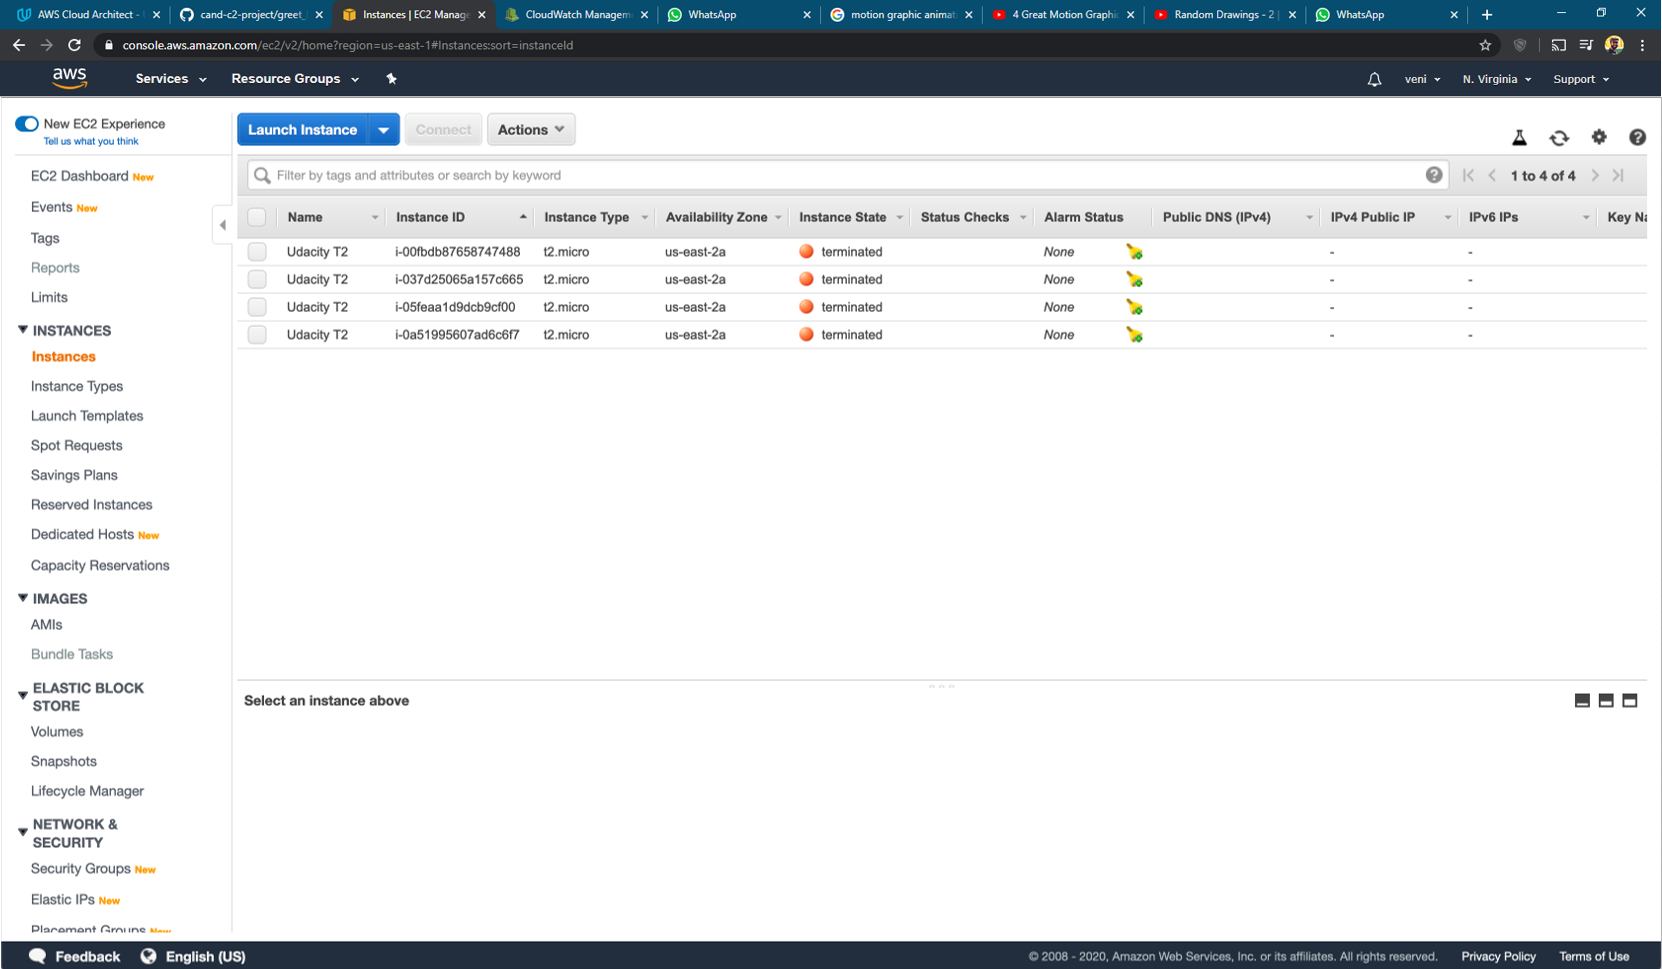 AWS Cloud Architect -
cand-c2-project/greet_
Instances | EC2 Manage
CloudWatch Managem
WhatsApp
motion graphic animat
4 Great Motion Graphi
Random Drawings - 2 |
WhatsApp
console.aws.amazon.com/ec2/v2/home?region=us-east-1#Instances:sort=instanceId
aws Services Resource Groups veni N. Virginia Support
New EC2 Experience
Tell us what you think
EC2 Dashboard New
Events New
Tags
Reports
Limits
INSTANCES
Instances
Instance Types
Launch Templates
Spot Requests
Savings Plans
Reserved Instances
Dedicated Hosts New
Capacity Reservations
IMAGES
AMIs
Bundle Tasks
ELASTIC BLOCK
STORE
Volumes
Snapshots
Lifecycle Manager
NETWORK &
SECURITY
Security Groups New
Elastic IPs New
Placement Groups New
Launch Instance Connect Actions
Filter by tags and attributes or search by keyword 1 to 4 of 4
Name Instance ID Instance Type Availability Zone Instance State Status Checks Alarm Status Public DNS (IPv4) IPv4 Public IP IPv6 IPs Key Na
Udacity T2 i-00fbdb87658747488 t2.micro us-east-2a terminated None - -
Udacity T2 i-037d25065a157c665 t2.micro us-east-2a terminated None - -
Udacity T2 i-05feaa1d9dcb9cf00 t2.micro us-east-2a terminated None - -
Udacity T2 i-0a51995607ad6c6f7 t2.micro us-east-2a terminated None - -
Select an instance above
Feedback English (US) © 2008 - 2020, Amazon Web Services, Inc. or its affiliates. All rights reserved. Privacy Policy Terms of Use